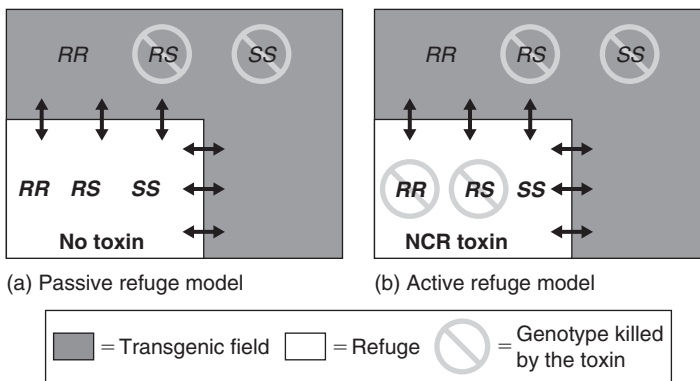 RR RS SS
RR RS SS
No toxin
(a) Passive refuge model
RR RS SS
RR RS SS
NCR toxin
(b) Active refuge model
= Transgenic field
= Refuge
= Genotype killed
by the toxin